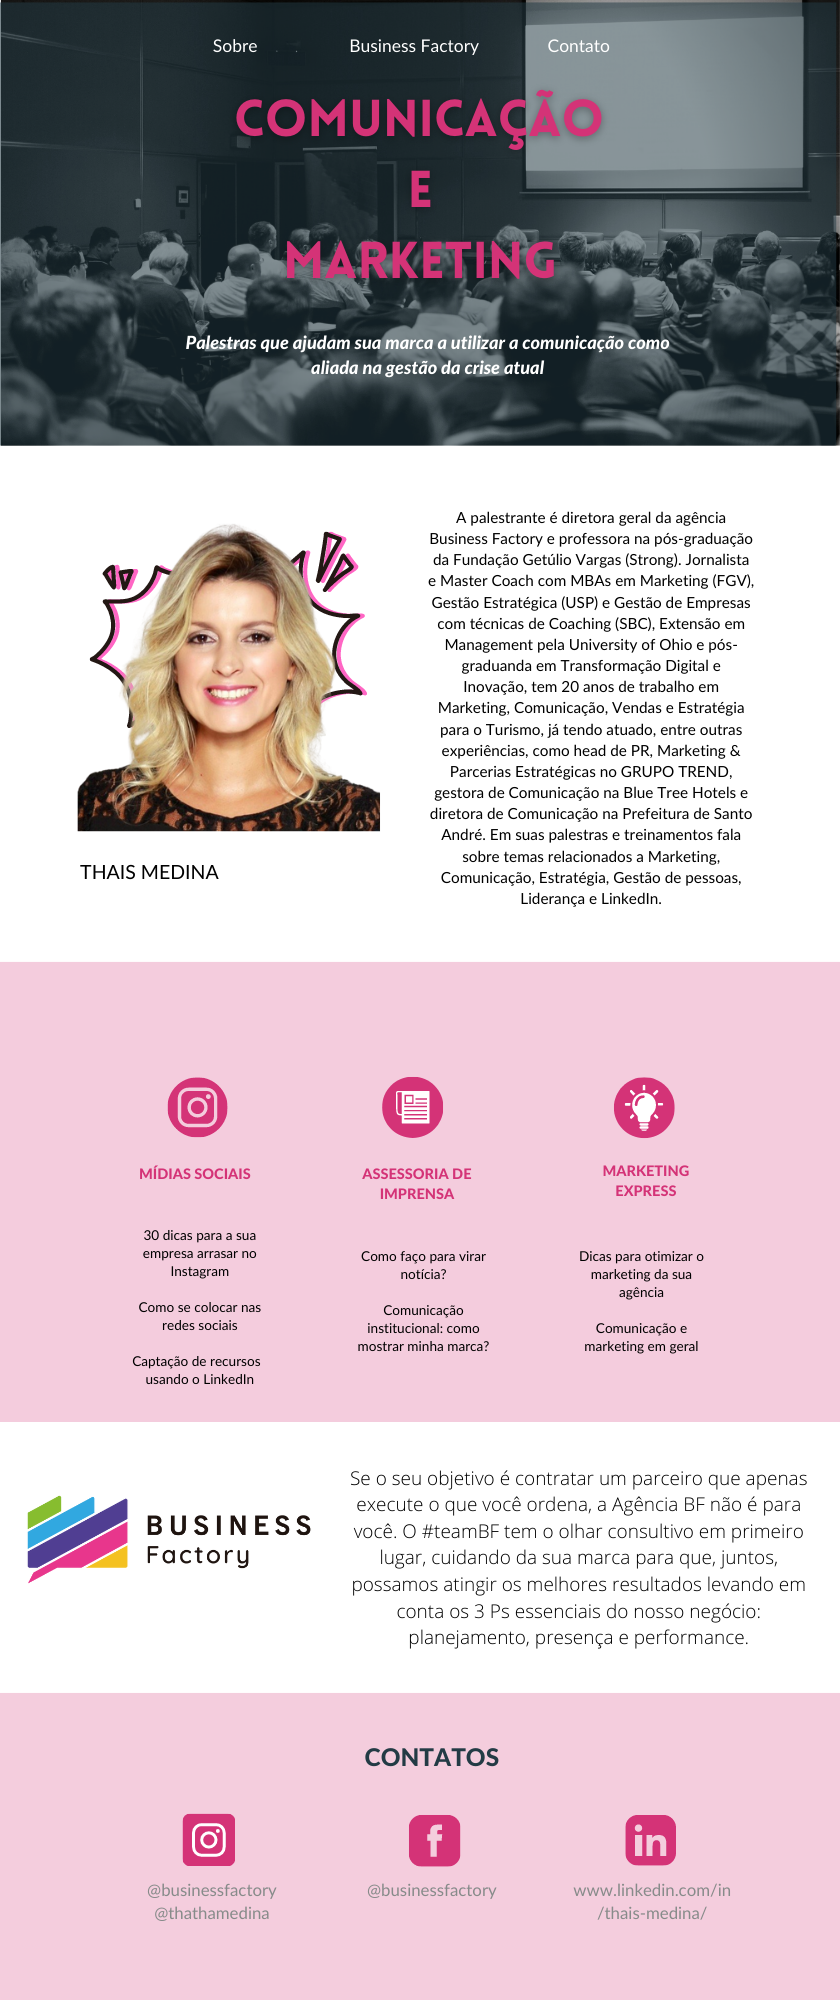 Sobre
Business Factory
Contato
COMUNICAÇÃO
E
MARKETING
Palestras que ajudam sua marca a utilizar a comunicação como
aliada na gestão da crise atual
A palestrante é diretora geral da agência
Business Factory e professora na pós-graduação
da Fundação Getúlio Vargas (Strong). Jornalista
e Master Coach com MBAs em Marketing (FGV),
Gestão Estratégica (USP) e Gestão de Empresas
com técnicas de Coaching (SBC), Extensão em
Management pela University of Ohio e pós-
graduanda em Transformação Digital e
Inovação, tem 20 anos de trabalho em
Marketing, Comunicação, Vendas e Estratégia
para o Turismo, já tendo atuado, entre outras
experiências, como head de PR, Marketing &
Parcerias Estratégicas no GRUPO TREND,
gestora de Comunicação na Blue Tree Hotels e
diretora de Comunicação na Prefeitura de Santo
André. Em suas palestras e treinamentos fala
sobre temas relacionados a Marketing,
Comunicação, Estratégia, Gestão de pessoas,
Liderança e LinkedIn.
THAIS MEDINA
MÍDIAS SOCIAIS
30 dicas para a sua
empresa arrasar no
Instagram
Como se colocar nas
redes sociais
Captação de recursos
usando o LinkedIn
ASSESSORIA DE
IMPRENSA
Como faço para virar
notícia?
Comunicação
institucional: como
mostrar minha marca?
MARKETING
EXPRESS
Dicas para otimizar o
marketing da sua
agência
Comunicação e
marketing em geral
BUSINESS
Factory
Se o seu objetivo é contratar um parceiro que apenas
execute o que você ordena, a Agência BF não é para
você. O #teamBF tem o olhar consultivo em primeiro
lugar, cuidando da sua marca para que, juntos,
possamos atingir os melhores resultados levando em
conta os 3 Ps essenciais do nosso negócio:
planejamento, presença e performance.
CONTATOS
@businessfactory
@thathamedina
@businessfactory
www.linkedin.com/in
/thais-medina/